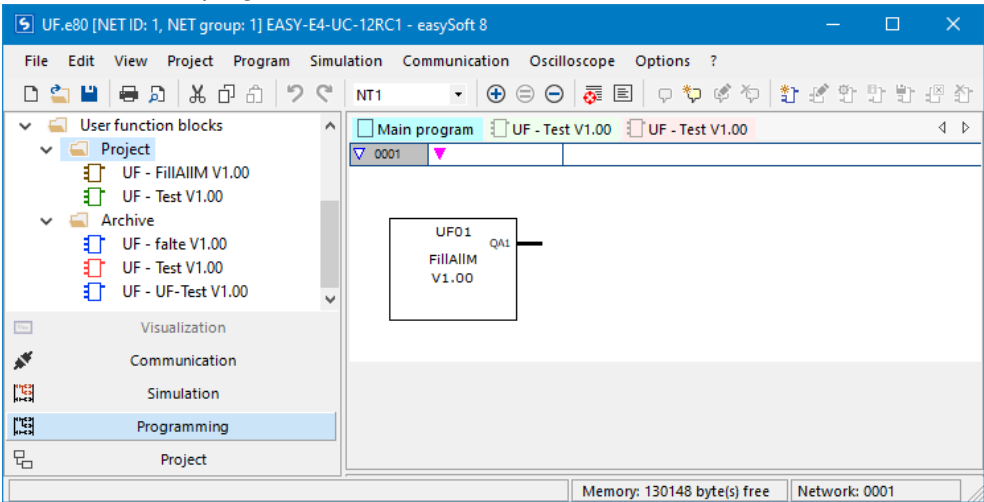 UF.e80 [NET ID: 1, NET group: 1] EASY-E4-UC-12RC1 - easySoft 8
File Edit View Project Program Simulation Communication Oscilloscope Options ?
NT1
User function blocks
Project
UF - FillAllM V1.00
UF - Test V1.00
Archive
UF - falte V1.00
UF - Test V1.00
UF - UF-Test V1.00
Visualization
Communication
Simulation
Programming
Project
Main program UF - Test V1.00 UF - Test V1.00
0001
UF01
QA1
FillAllM
V1.00
Memory: 130148 byte(s) free Network: 0001